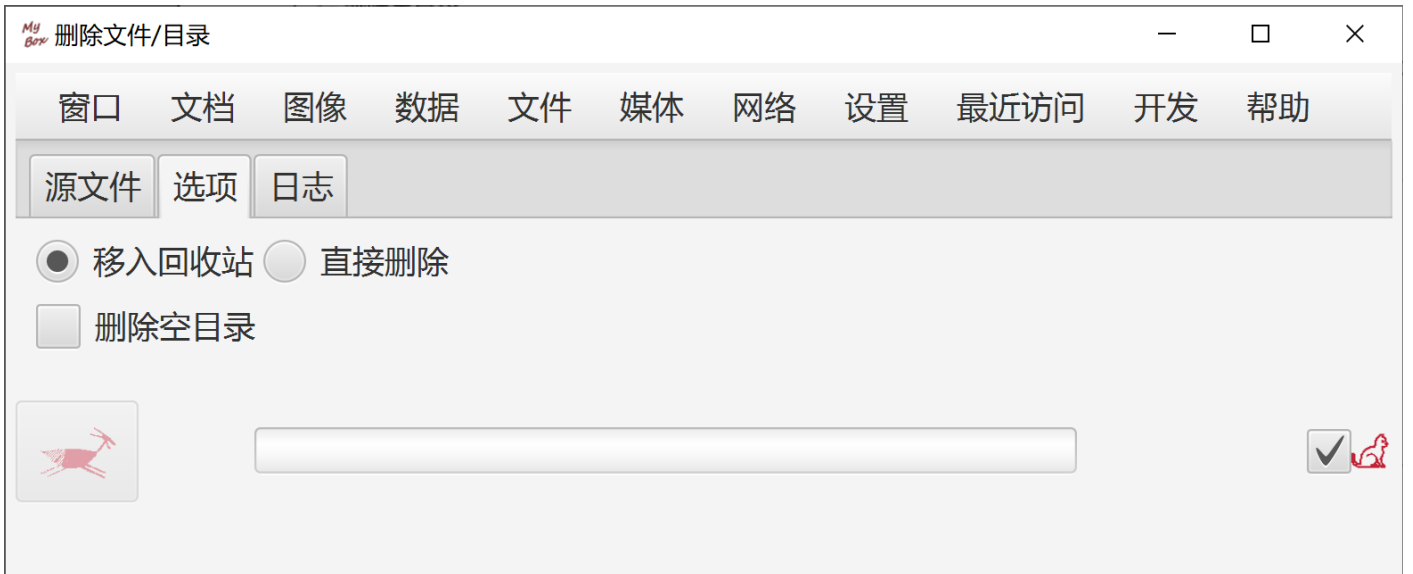 My Box 删除文件/目录
窗口 文档 图像 数据 文件 媒体 网络 设置 最近访问 开发 帮助
源文件 选项 日志
移入回收站 直接删除
删除空目录